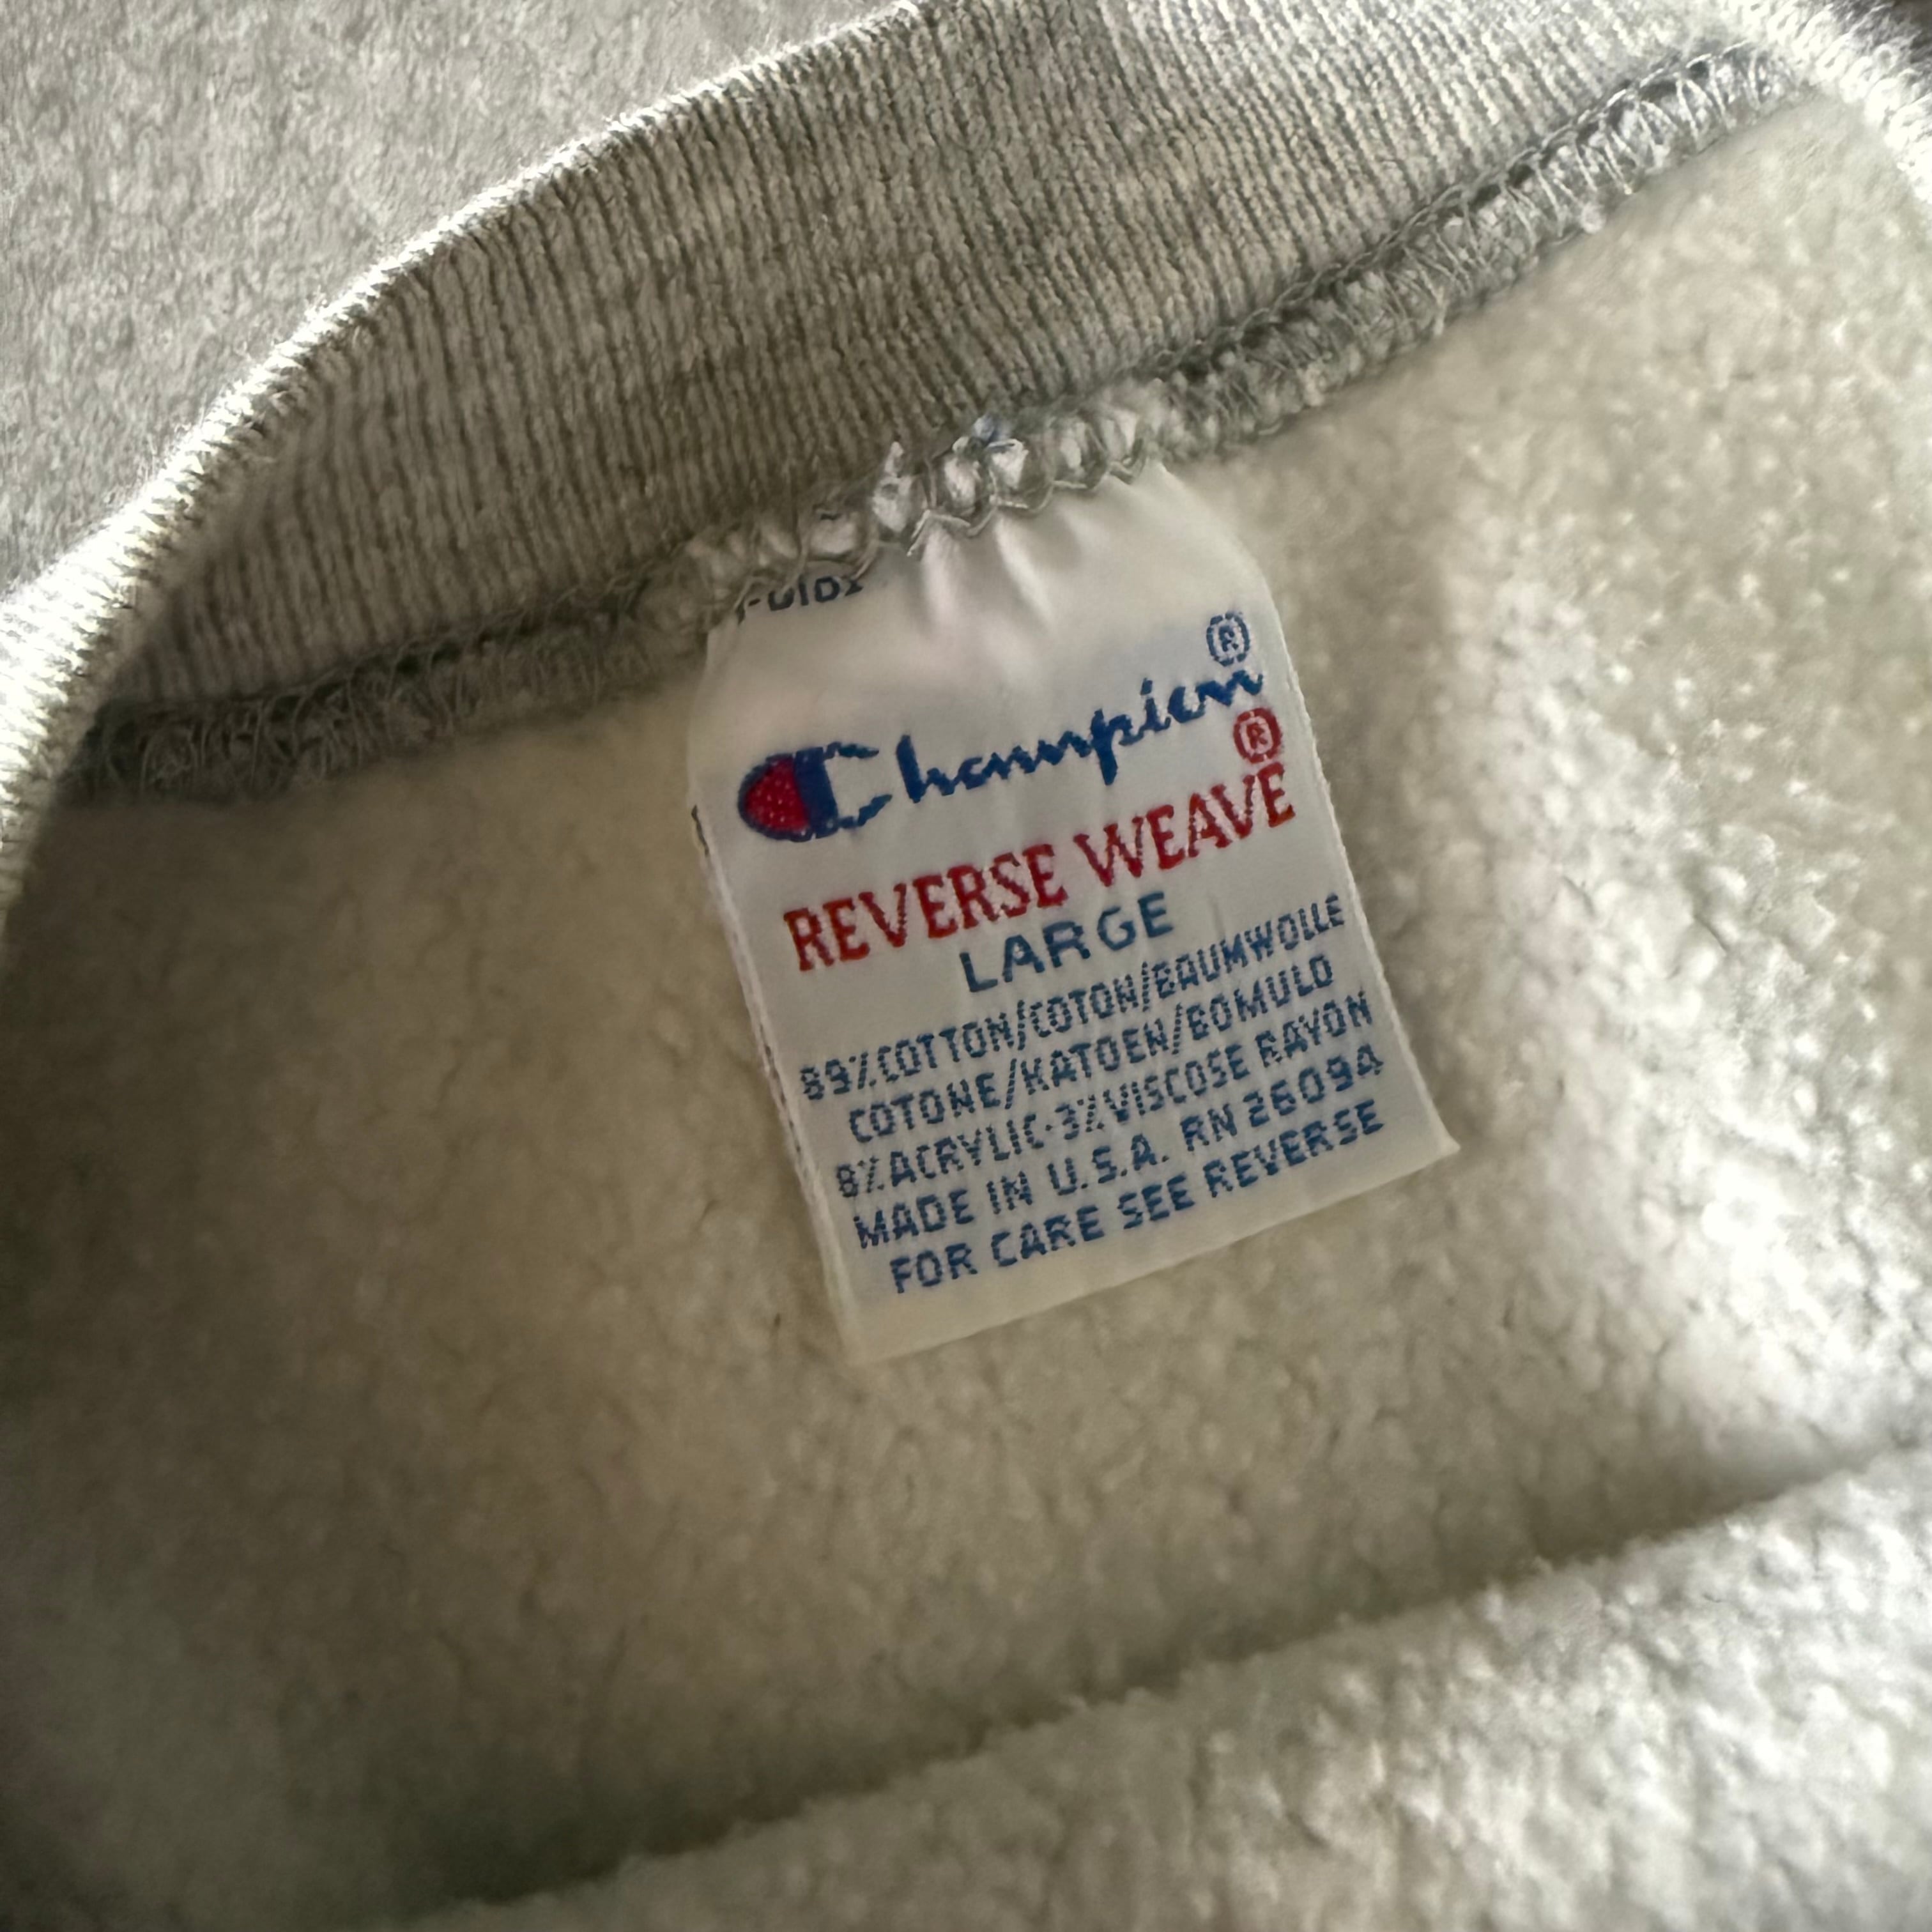 Champion®
REVERSE WEAVE®
LARGE
89%COTTON/COTON/BAUMWOLLE
COTONE/KATOEN/BOMULD
8%ACRYLIC·3%VISCOSE RAYON
MADE IN U.S.A. RN 26094
FOR CARE SEE REVERSE